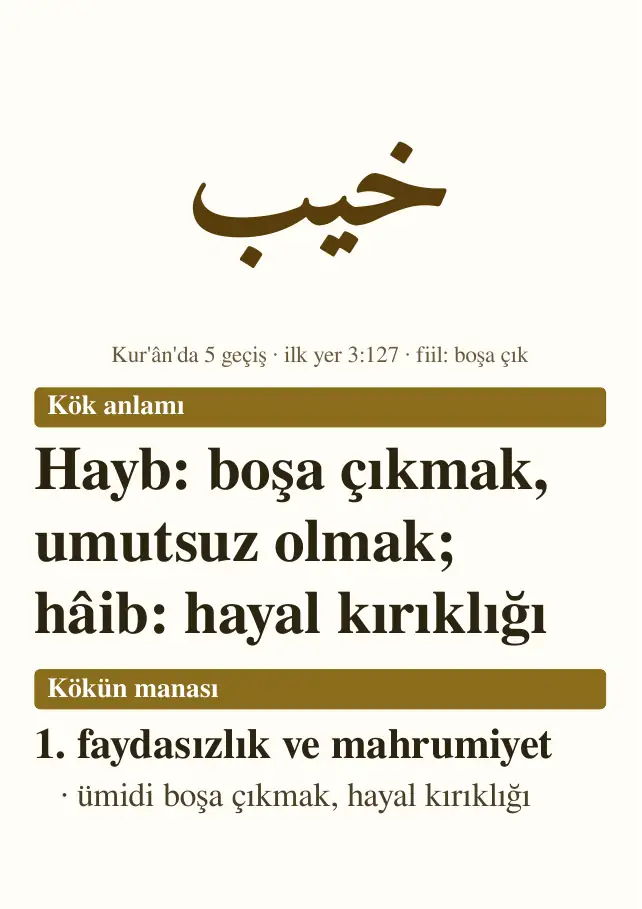 خيب
Kur'ân'da 5 geçiş · ilk yer 3:127 · fiil: boşa çık
Kök anlamı
Hayb: boşa çıkmak,
umutsuz olmak;
hâib: hayal kırıklığı
Kökün manası
1. faydasızlık ve mahrumiyet
· ümidi boşa çıkmak, hayal kırıklığı